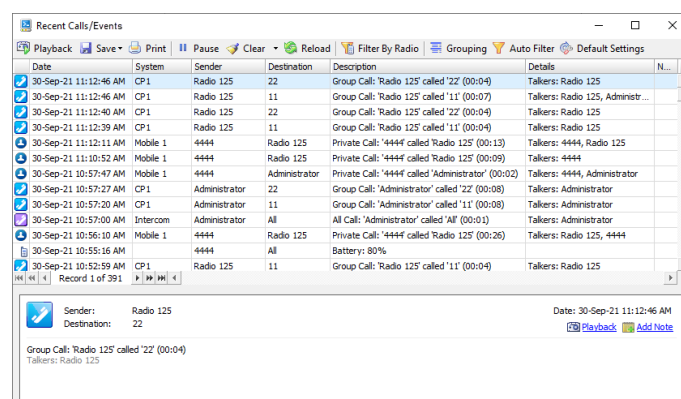 Recent Calls/Events
Playback Save Print Pause Clear Reload Filter By Radio Grouping Auto Filter Default Settings
Date System Sender Destination Description Details N...
30-Sep-21 11:12:46 AM CP1 Radio 125 22 Group Call: 'Radio 125' called '22' (00:04) Talkers: Radio 125
30-Sep-21 11:12:46 AM CP1 Radio 125 11 Group Call: 'Radio 125' called '11' (00:07) Talkers: Radio 125, Administr...
30-Sep-21 11:12:40 AM CP1 Radio 125 22 Group Call: 'Radio 125' called '22' (00:04) Talkers: Radio 125
30-Sep-21 11:12:39 AM CP1 Radio 125 11 Group Call: 'Radio 125' called '11' (00:04) Talkers: Radio 125
30-Sep-21 11:12:11 AM Mobile 1 4444 Radio 125 Private Call: '4444' called 'Radio 125' (00:13) Talkers: 4444, Radio 125
30-Sep-21 11:10:52 AM Mobile 1 4444 Radio 125 Private Call: '4444' called 'Radio 125' (00:09) Talkers: 4444
30-Sep-21 10:57:47 AM Mobile 1 4444 Administrator Private Call: '4444' called 'Administrator' (00:02) Talkers: 4444, Administrator
30-Sep-21 10:57:27 AM CP1 Administrator 22 Group Call: 'Administrator' called '22' (00:08) Talkers: Administrator
30-Sep-21 10:57:20 AM CP1 Administrator 11 Group Call: 'Administrator' called '11' (00:08) Talkers: Administrator
30-Sep-21 10:57:00 AM Intercom Administrator All All Call: 'Administrator' called 'All' (00:01) Talkers: Administrator
30-Sep-21 10:56:10 AM Mobile 1 4444 Radio 125 Private Call: '4444' called 'Radio 125' (00:26) Talkers: Radio 125, 4444
30-Sep-21 10:55:16 AM 4444 All Battery: 80%
30-Sep-21 10:52:59 AM CP1 Radio 125 11 Group Call: 'Radio 125' called '11' (00:04) Talkers: Radio 125
Record 1 of 391
Sender: Radio 125 Date: 30-Sep-21 11:12:46 AM
Destination: 22 Playback Add Note
Group Call: 'Radio 125' called '22' (00:04)
Talkers: Radio 125